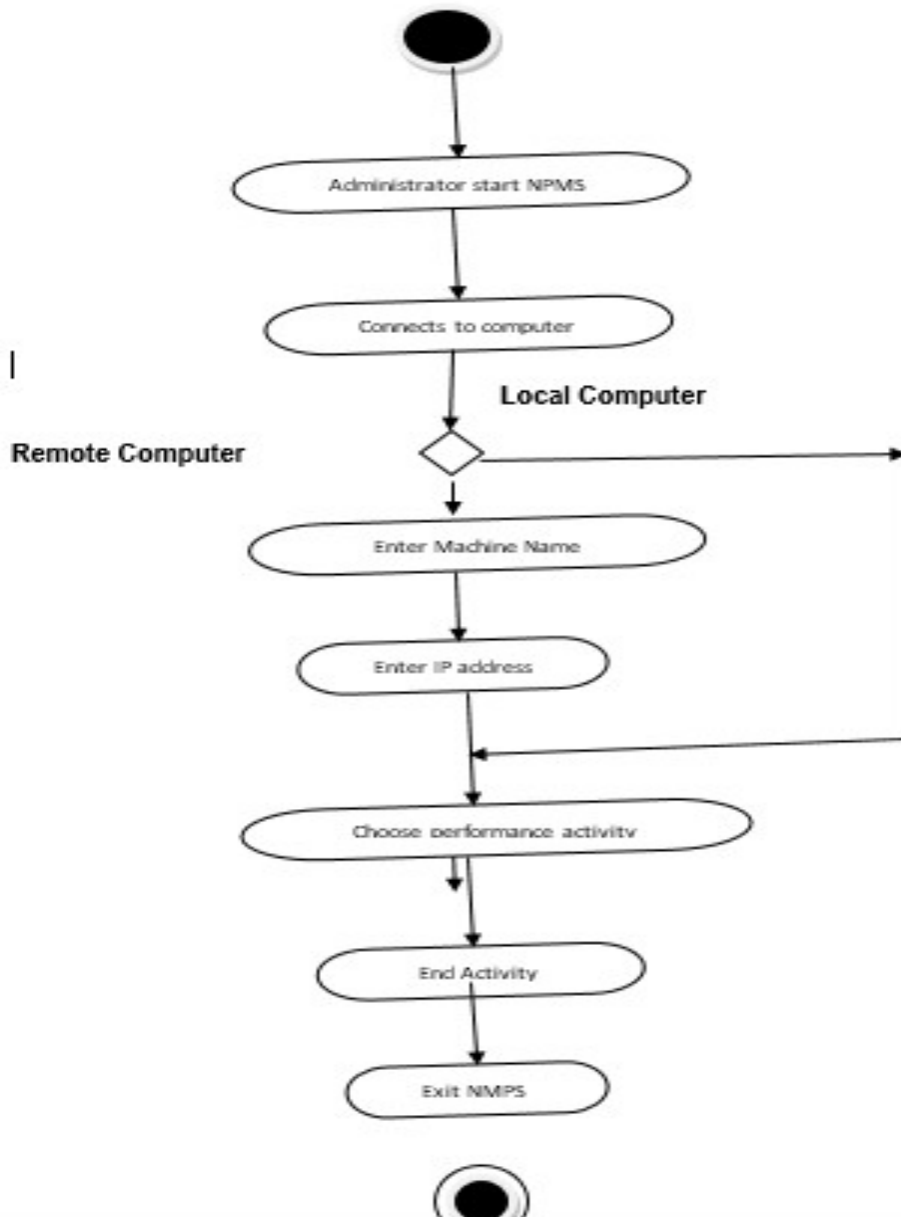 Administrator start NPMS
Connects to computer
Local Computer
Remote Computer
Enter Machine Name
Enter IP address
Choose performance activity
End Activity
Exit NMPS